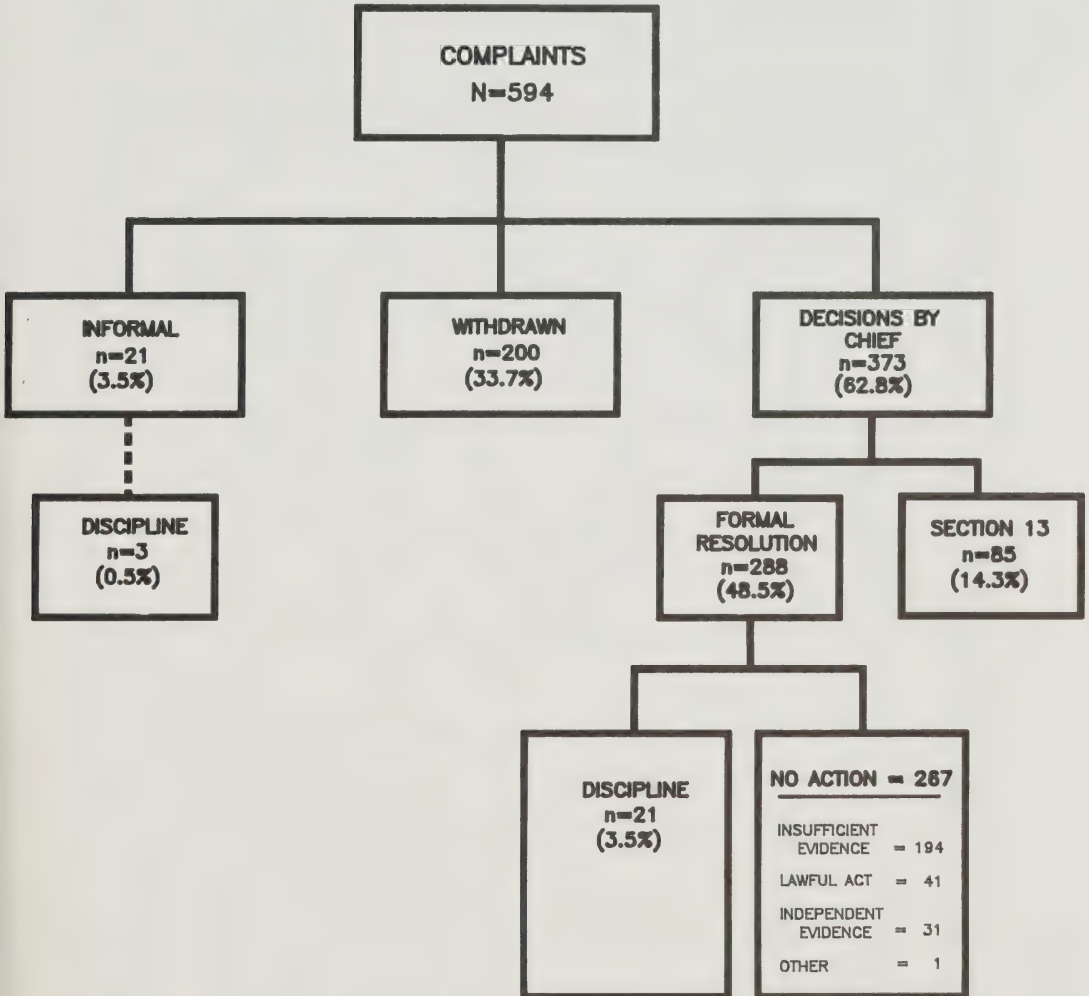 COMPLAINTS
N=594
INFORMAL
n=21
(3.5%)
WITHDRAWN
n=200
(33.7%)
DECISIONS BY
CHIEF
n=373
(62.8%)
DISCIPLINE
n=3
(0.5%)
FORMAL
RESOLUTION
n=288
(48.5%)
SECTION 13
n=85
(14.3%)
DISCIPLINE
n=21
(3.5%)
NO ACTION = 267
INSUFFICIENT
EVIDENCE = 194
LAWFUL ACT = 41
INDEPENDENT
EVIDENCE = 31
OTHER = 1